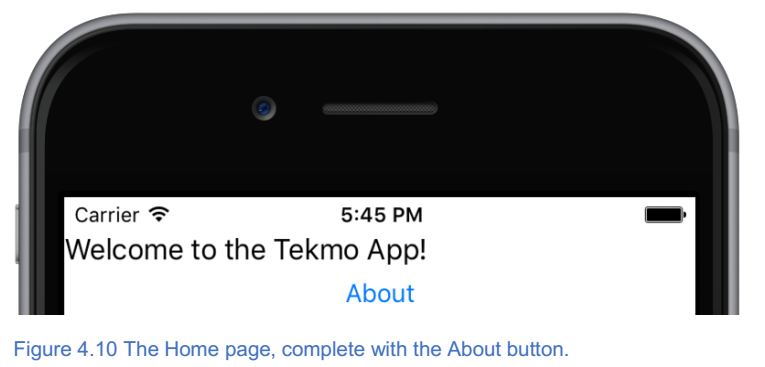 Carrier 5:45 PM
Welcome to the Tekmo App!
About
Figure 4.10 The Home page, complete with the About button.